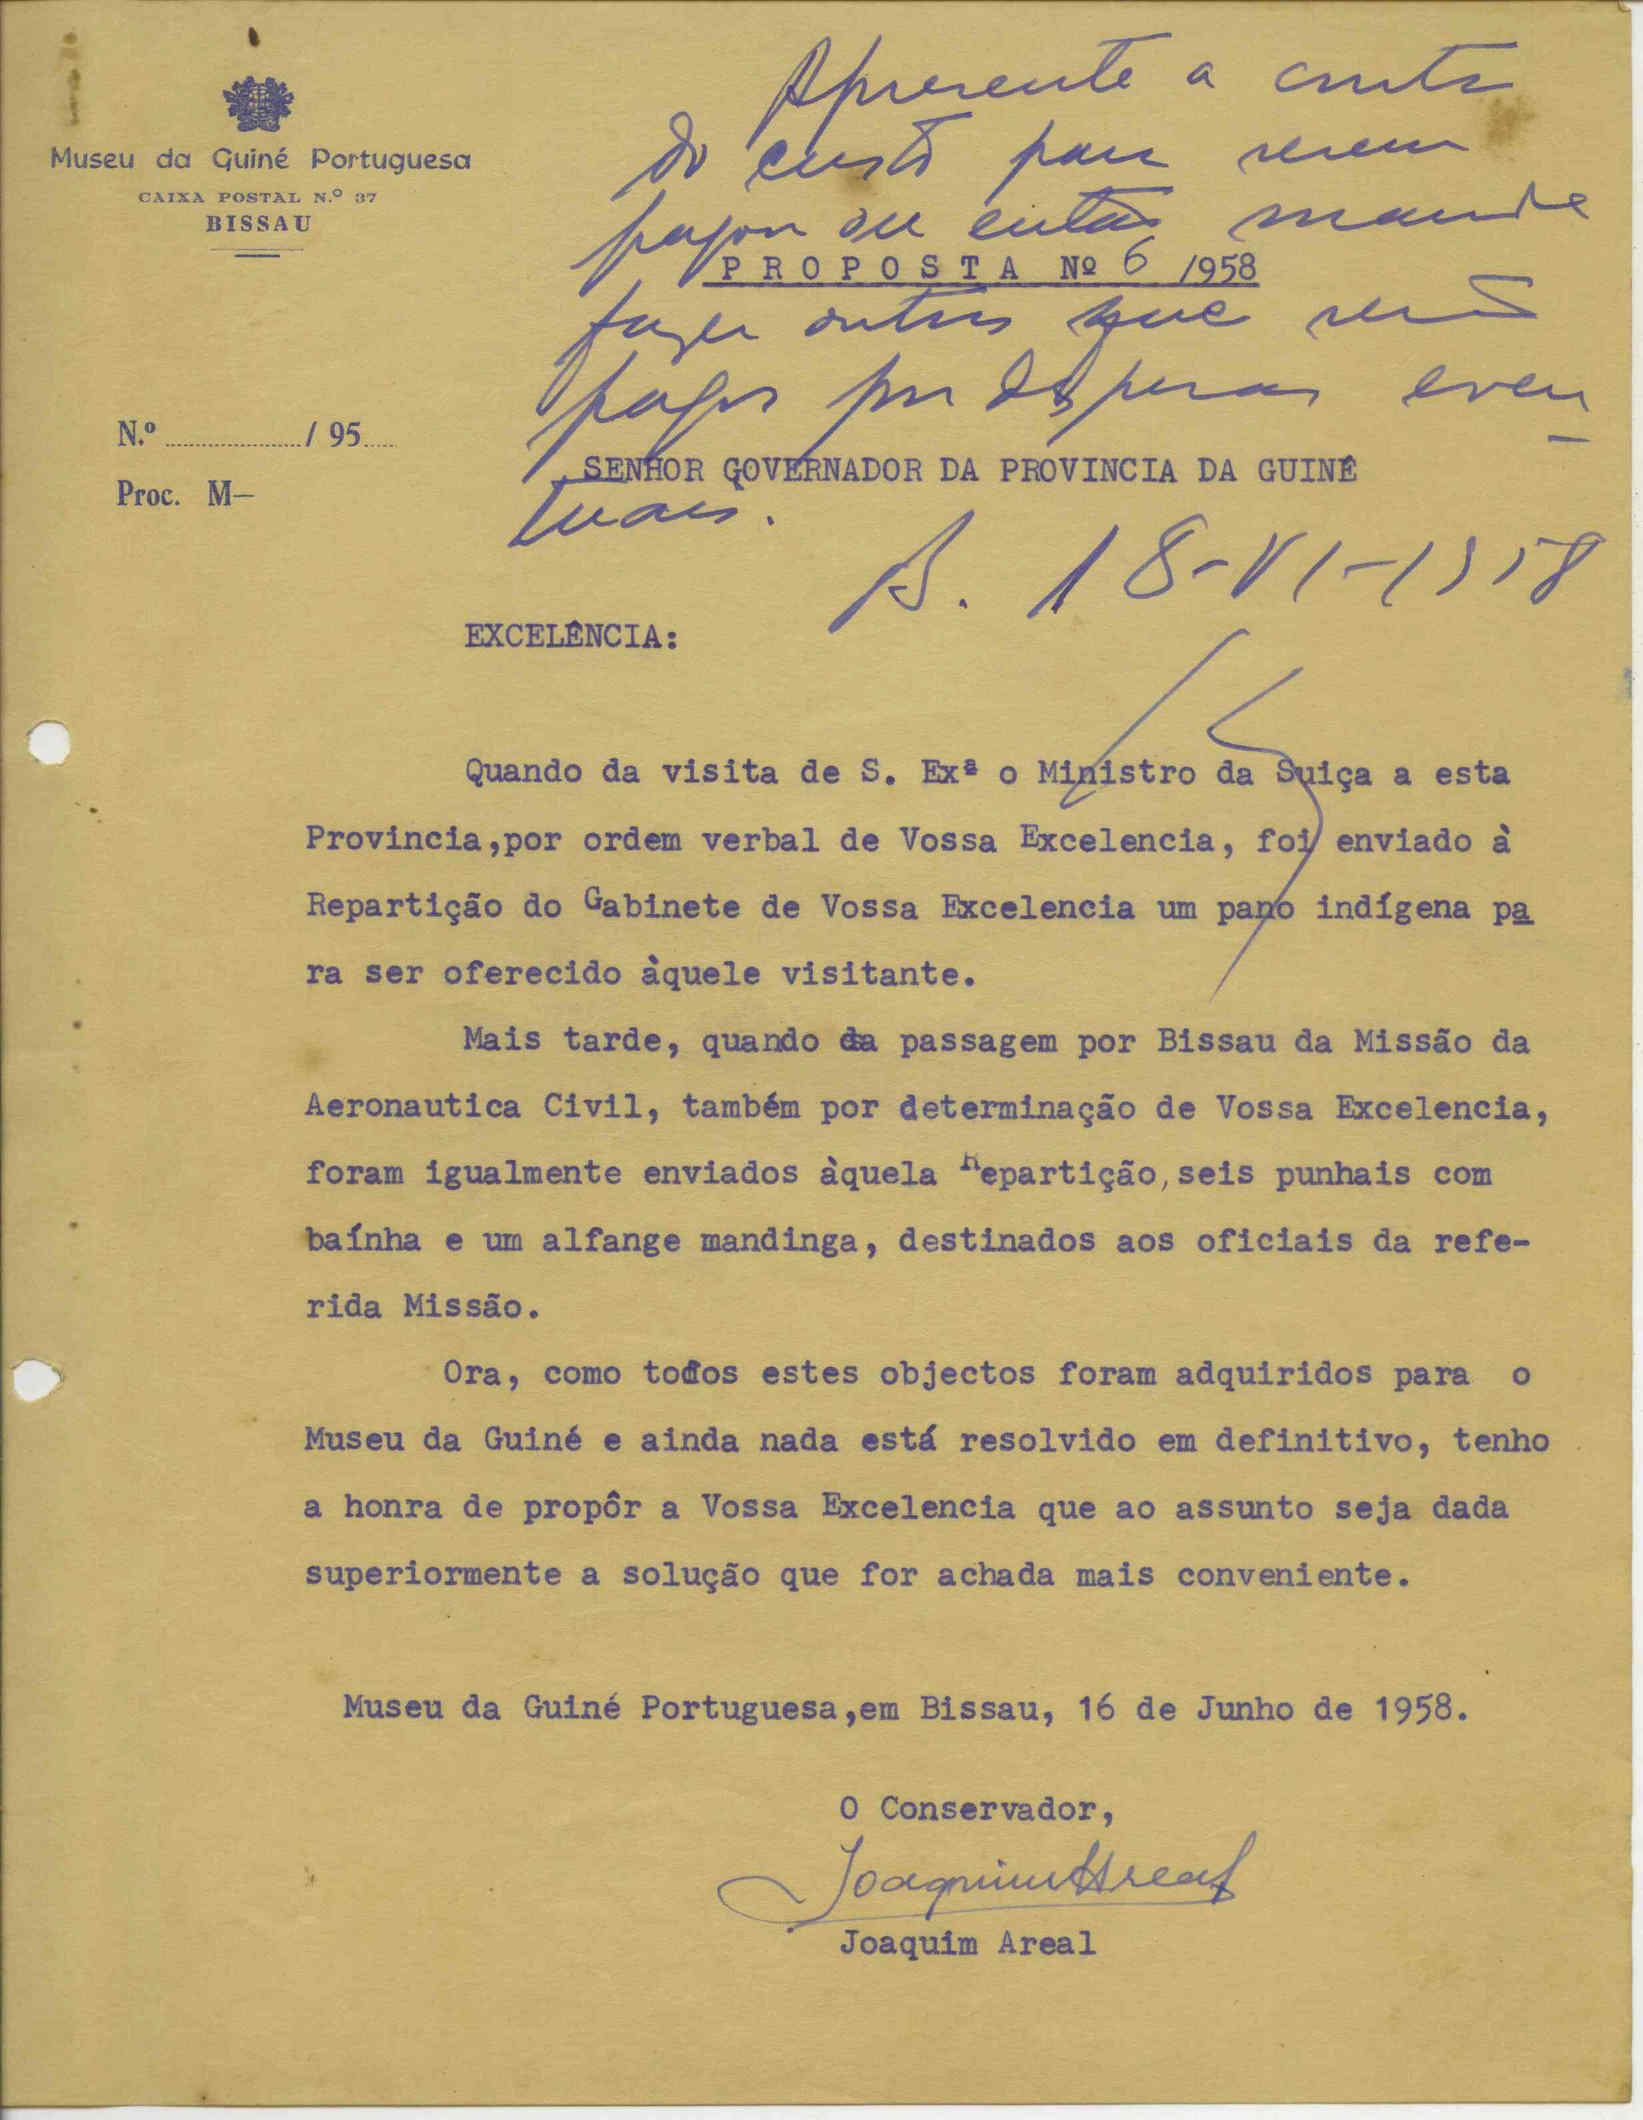 Museu da Guiné Portuguesa
CAIXA POSTAL N.º 37
BISSAU
Apresente a conta
do custo para serem
pagos ou então mande
PROPOSTA Nº 6 /958
fazer outros que serão
pagos por despesas even
N.º / 95
SENHOR GOVERNADOR DA PROVINCIA DA GUINÉ
Proc. M—
tuais.
B. 18-VI-1958
EXCELÊNCIA:
Quando da visita de S. Exª o Ministro da Suiça a esta
Provincia,por ordem verbal de Vossa Excelencia, foi enviado à
Repartição do Gabinete de Vossa Excelencia um pano indígena pa
ra ser oferecido àquele visitante.
Mais tarde, quando da passagem por Bissau da Missão da
Aeronautica Civil, também por determinação de Vossa Excelencia,
foram igualmente enviados àquela Repartição,seis punhais com
baínha e um alfange mandinga, destinados aos oficiais da refe-
rida Missão.
Ora, como todos estes objectos foram adquiridos para o
Museu da Guiné e ainda nada está resolvido em definitivo, tenho
a honra de propôr a Vossa Excelencia que ao assunto seja dada
superiormente a solução que for achada mais conveniente.
Museu da Guiné Portuguesa,em Bissau, 16 de Junho de 1958.
O Conservador,
Joaquim Areal
Joaquim Areal